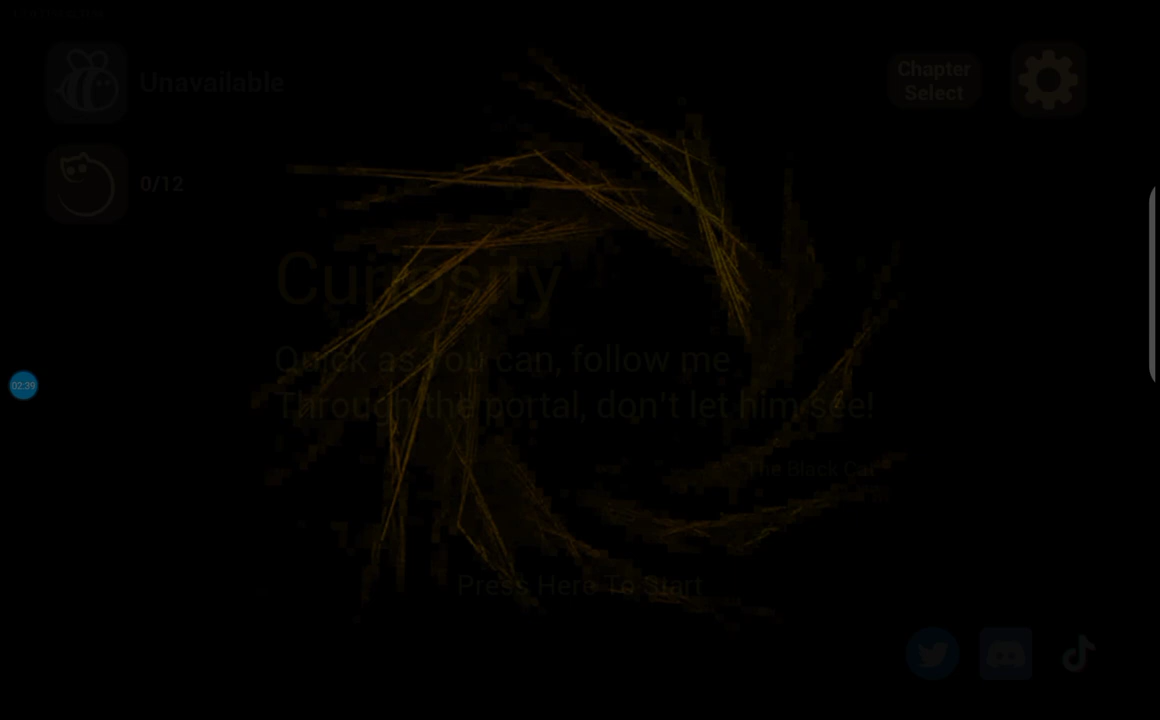 Unavailable
Chapter
Select
0/12
Curiosity
Quick as you can, follow me
Through the portal, don't let him see!
02:39
The Black Cat
Press Here To Start